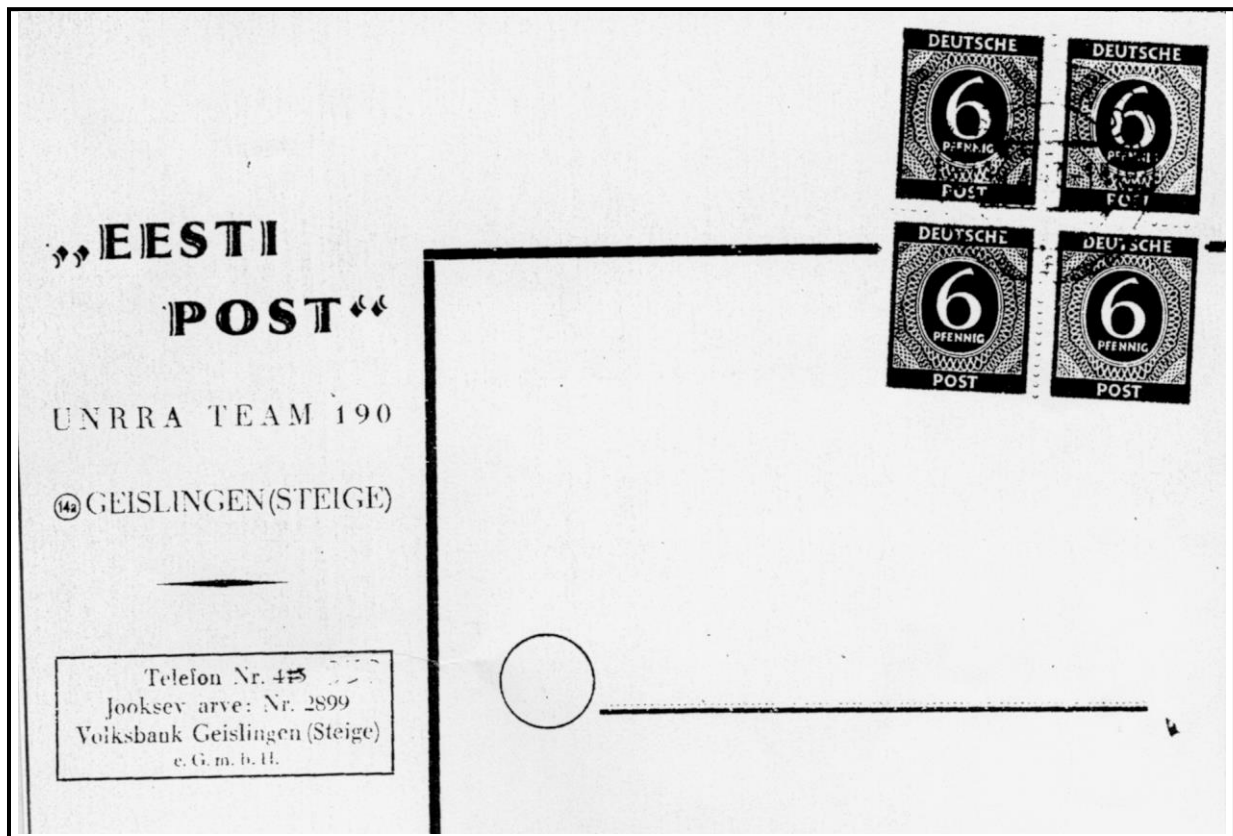 „EESTI
POST“
UNRRA TEAM 190
14a GEISLINGEN (STEIGE)
Telefon Nr.
Jooksev arve: Nr. 2899
Volksbank Geislingen (Steige)
e. G. m. b. H.
DEUTSCHE
6
PFENNIG
POST
DEUTSCHE
6
PFENNIG
POST
DEUTSCHE
6
PFENNIG
POST
DEUTSCHE
6
PFENNIG
POST